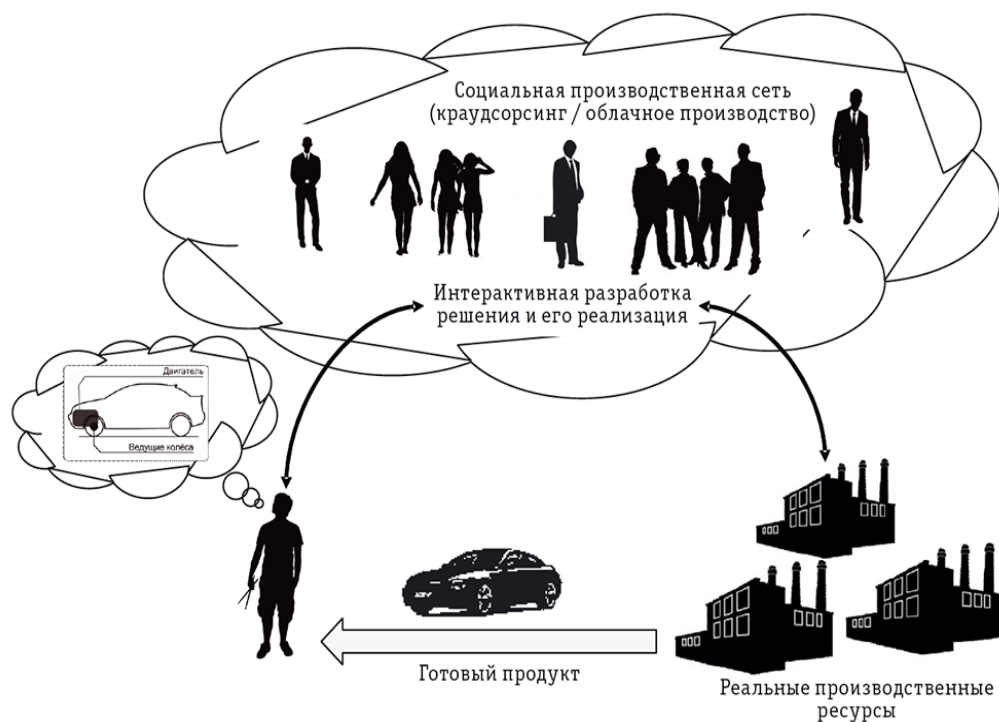 Социальная производственная сеть
(краудсорсинг / облачное производство)
Интерактивная разработка
решения и его реализация
Двигатель
Ведущие колёса
Готовый продукт
Реальные производственные
ресурсы